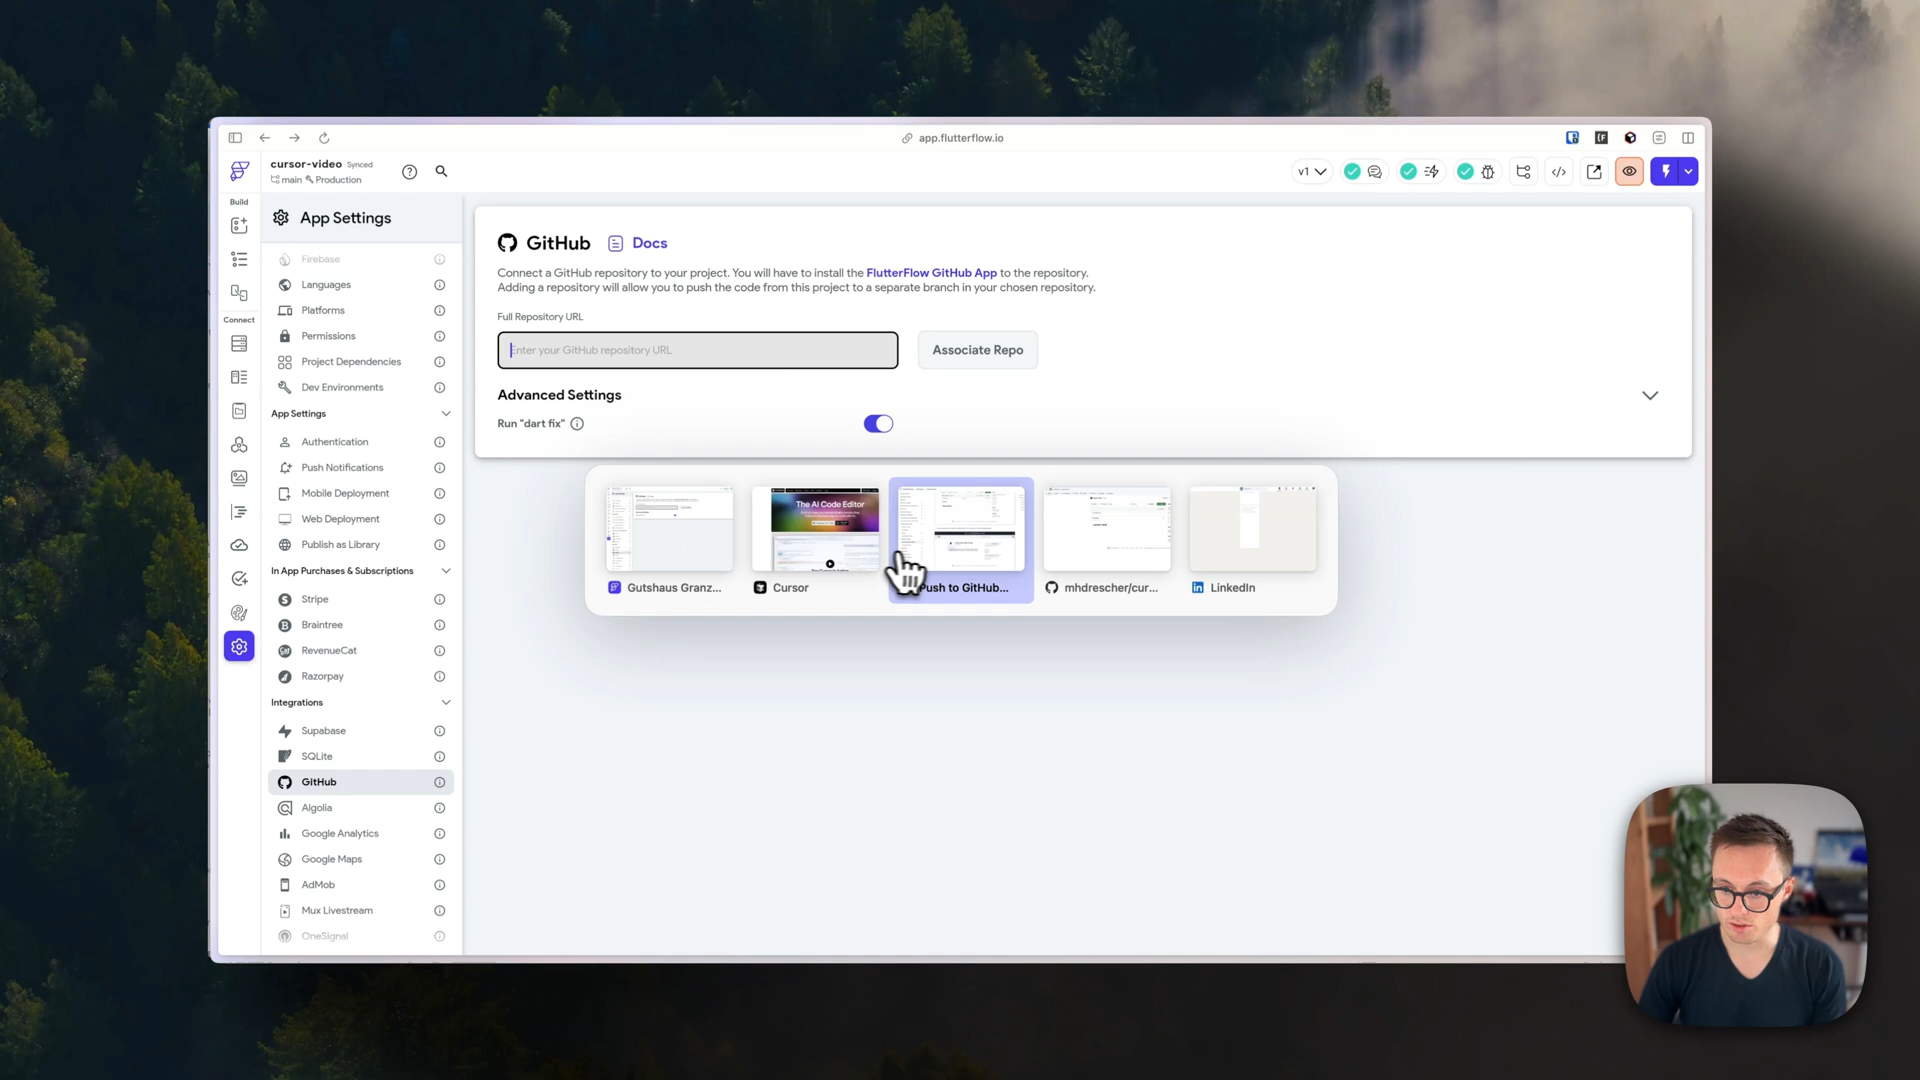 app.flutterflow.io
cursor-video Synced
main Production
v1
Build
Connect
App Settings
Firebase
Languages
Platforms
Permissions
Project Dependencies
Dev Environments
App Settings
Authentication
Push Notifications
Mobile Deployment
Web Deployment
Publish as Library
In App Purchases & Subscriptions
Stripe
Braintree
RevenueCat
Razorpay
Integrations
Supabase
SQLite
GitHub
Algolia
Google Analytics
Google Maps
AdMob
Mux Livestream
OneSignal
GitHub Docs
Connect a GitHub repository to your project. You will have to install the FlutterFlow GitHub App to the repository.
Adding a repository will allow you to push the code from this project to a separate branch in your chosen repository.
Full Repository URL
Enter your GitHub repository URL
Associate Repo
Advanced Settings
Run "dart fix"
The AI Code Editor
Gutshaus Granz...
Cursor
Push to GitHub...
mhdrescher/cur...
LinkedIn